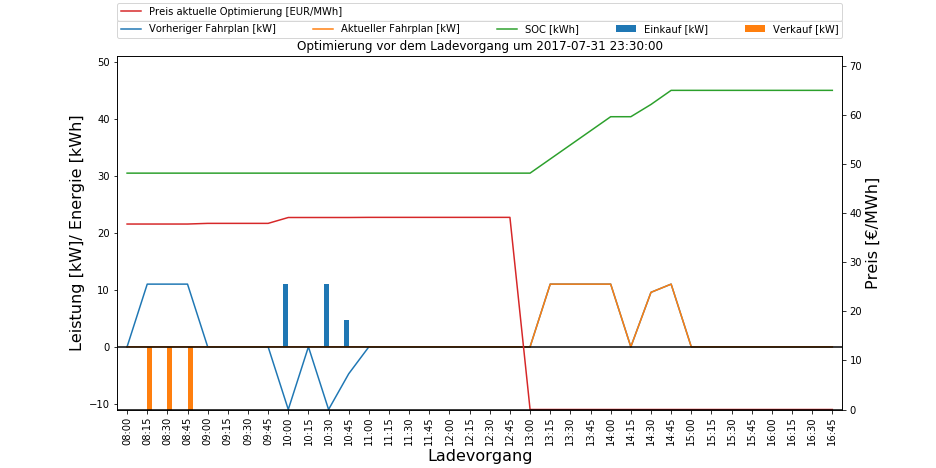 Preis aktuelle Optimierung [EUR/MWh]
Vorheriger Fahrplan [kW] Aktueller Fahrplan [kW] SOC [kWh] Einkauf [kW] Verkauf [kW]
Optimierung vor dem Ladevorgang um 2017-07-31 23:30:00
Leistung [kW]/ Energie [kWh]
50
40
30
20
10
0
−10
70
60
50
40
30
20
10
0
Preis [€/MWh]
08:00 08:15 08:30 08:45 09:00 09:15 09:30 09:45 10:00 10:15 10:30 10:45 11:00 11:15 11:30 11:45 12:00 12:15 12:30 12:45 13:00 13:15 13:30 13:45 14:00 14:15 14:30 14:45 15:00 15:15 15:30 15:45 16:00 16:15 16:30 16:45
Ladevorgang